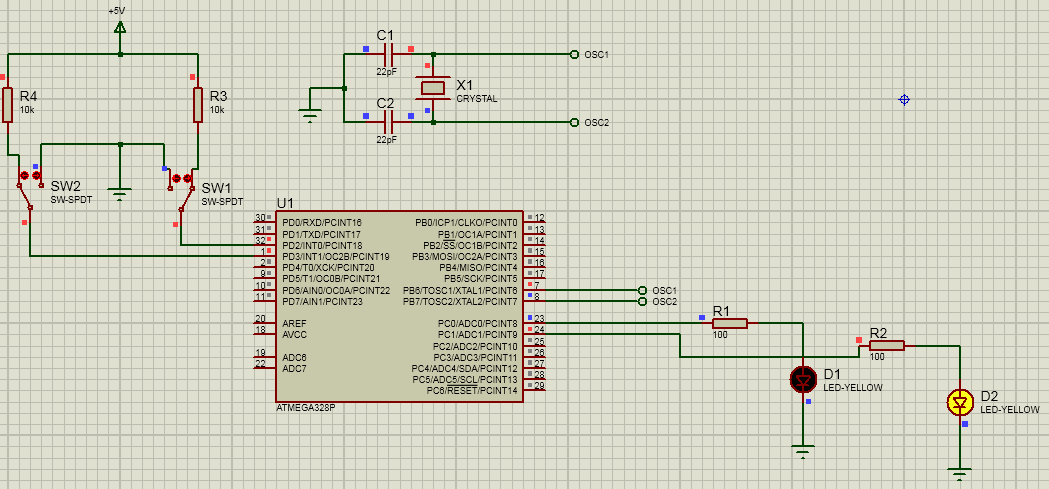 +5V
C1
22pF
OSC1
R4
10k
R3
10k
X1
CRYSTAL
C2
22pF
OSC2
SW2
SW-SPDT
SW1
SW-SPDT
U1
30 PD0/RXD/PCINT16 PB0/ICP1/CLKO/PCINT0 12
31 PD1/TXD/PCINT17 PB1/OC1A/PCINT1 13
32 PD2/INT0/PCINT18 PB2/SS/OC1B/PCINT2 14
1 PD3/INT1/OC2B/PCINT19 PB3/MOSI/OC2A/PCINT3 15
2 PD4/T0/XCK/PCINT20 PB4/MISO/PCINT4 16
9 PD5/T1/OC0B/PCINT21 PB5/SCK/PCINT5 17
10 PD6/AIN0/OC0A/PCINT22 PB6/TOSC1/XTAL1/PCINT6 7 OSC1
11 PD7/AIN1/PCINT23 PB7/TOSC2/XTAL2/PCINT7 8 OSC2
20 AREF PC0/ADC0/PCINT8 23
18 AVCC PC1/ADC1/PCINT9 24
PC2/ADC2/PCINT10 25
19 ADC6 PC3/ADC3/PCINT11 26
22 ADC7 PC4/ADC4/SDA/PCINT12 27
PC5/ADC5/SCL/PCINT13 28
PC6/RESET/PCINT14 29
ATMEGA328P
R1
100
R2
100
D1
LED-YELLOW
D2
LED-YELLOW